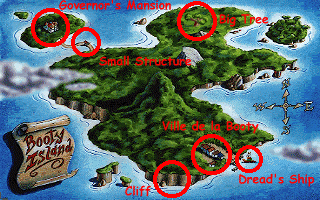 Governor's Mansion
Big Tree
Small Structure
Ville de la Booty
Booty
Island
Dread's Ship
Cliff